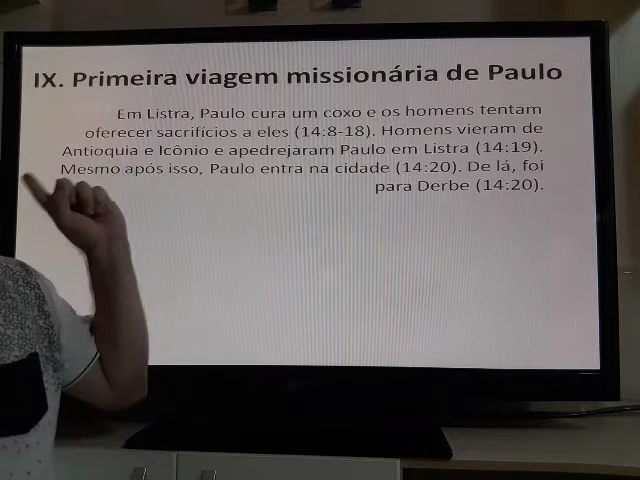 IX. Primeira viagem missionária de Paulo
Em Listra, Paulo cura um coxo e os homens tentam
oferecer sacrifícios a eles (14:8-18). Homens vieram de
Antioquia e Icônio e apedrejaram Paulo em Listra (14:19).
Mesmo após isso, Paulo entra na cidade (14:20). De lá, foi
para Derbe (14:20).